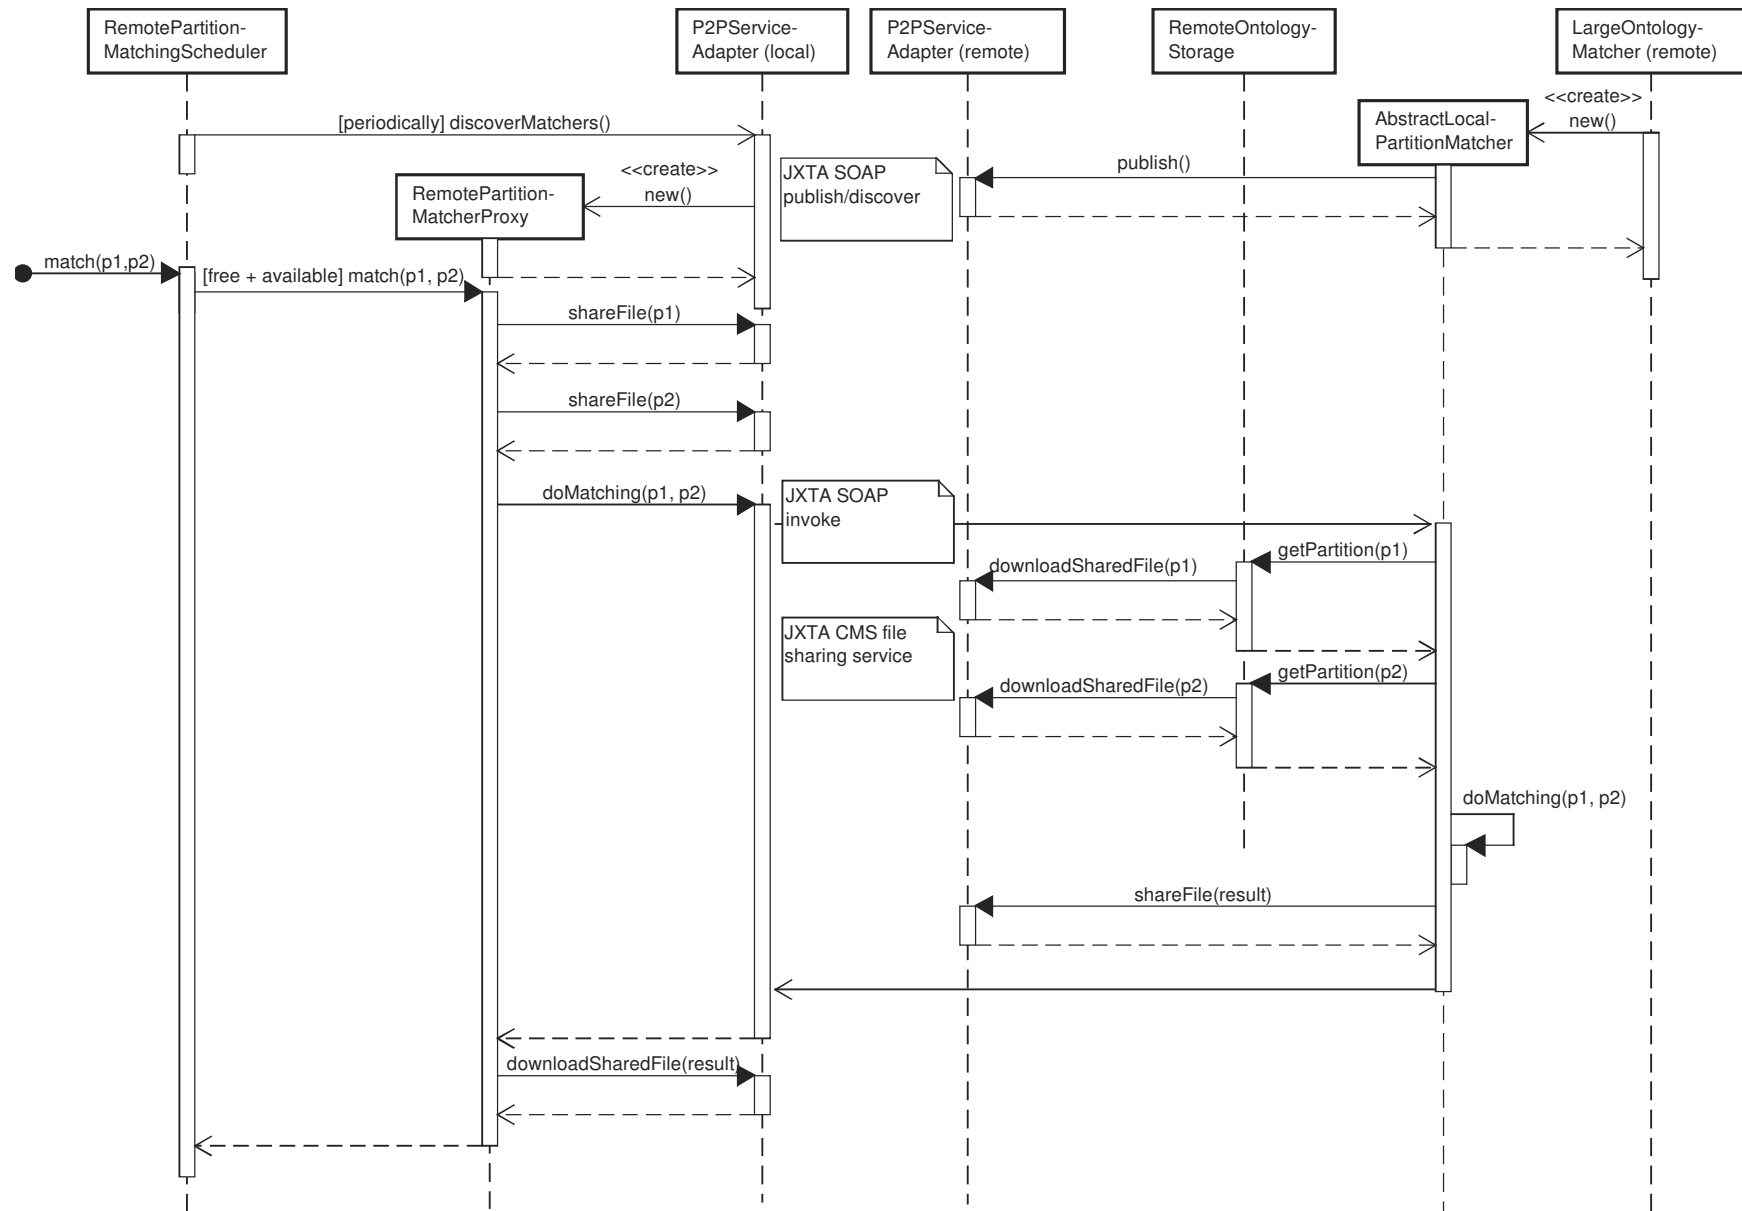 RemotePartition-
MatchingScheduler
P2PService-
Adapter (local)
P2PService-
Adapter (remote)
RemoteOntology-
Storage
LargeOntology-
Matcher (remote)
<<create>>
new()
AbstractLocal-
PartitionMatcher
[periodically] discoverMatchers()
JXTA SOAP
publish/discover
publish()
<<create>>
new()
RemotePartition-
MatcherProxy
match(p1,p2)
[free + available] match(p1, p2)
shareFile(p1)
shareFile(p2)
doMatching(p1, p2)
JXTA SOAP
invoke
getPartition(p1)
downloadSharedFile(p1)
JXTA CMS file
sharing service
getPartition(p2)
downloadSharedFile(p2)
doMatching(p1, p2)
shareFile(result)
downloadSharedFile(result)